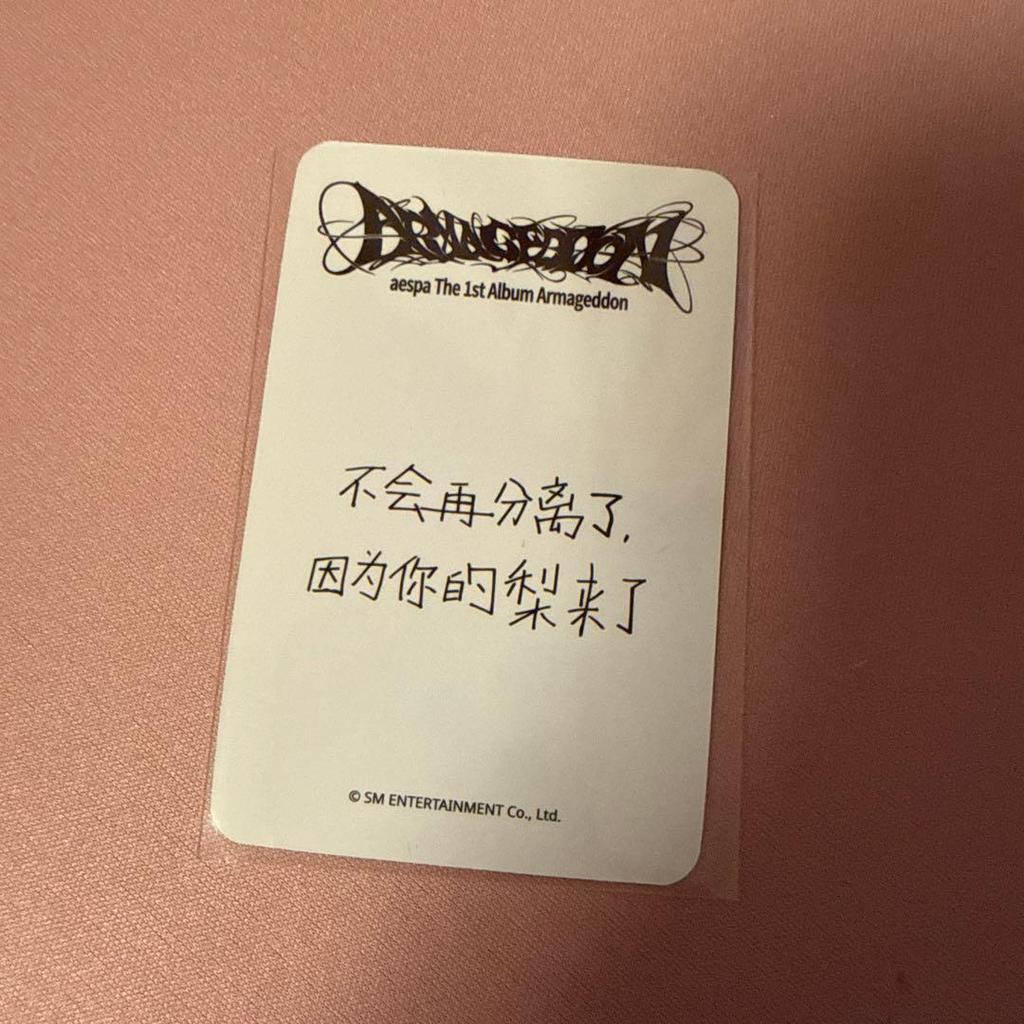 ARMAGEDDON
aespa The 1st Album Armageddon
不会再分离了,
因为你的梨来了
© SM ENTERTAINMENT Co., Ltd.